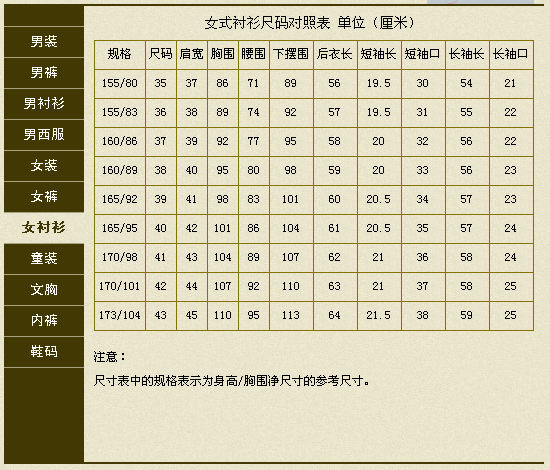 男装
男裤
男衬衫
男西服
女装
女裤
女衬衫
童装
文胸
内裤
鞋码
女式衬衫尺码对照表 单位（厘米）
规格 尺码 肩宽 胸围 腰围 下摆围 后衣长 短袖长 短袖口 长袖长 长袖口
155/80 35 37 86 71 89 56 19.5 30 54 21
155/83 36 38 89 74 92 57 19.5 31 55 22
160/86 37 39 92 77 95 58 20 32 56 22
160/89 38 40 95 80 98 59 20 33 56 23
165/92 39 41 98 83 101 60 20.5 34 57 23
165/95 40 42 101 86 104 61 20.5 35 57 24
170/98 41 43 104 89 107 62 21 36 58 24
170/101 42 44 107 92 110 63 21 37 58 25
173/104 43 45 110 95 113 64 21.5 38 59 25
注意：
尺寸表中的规格表示为身高/胸围净尺寸的参考尺寸。